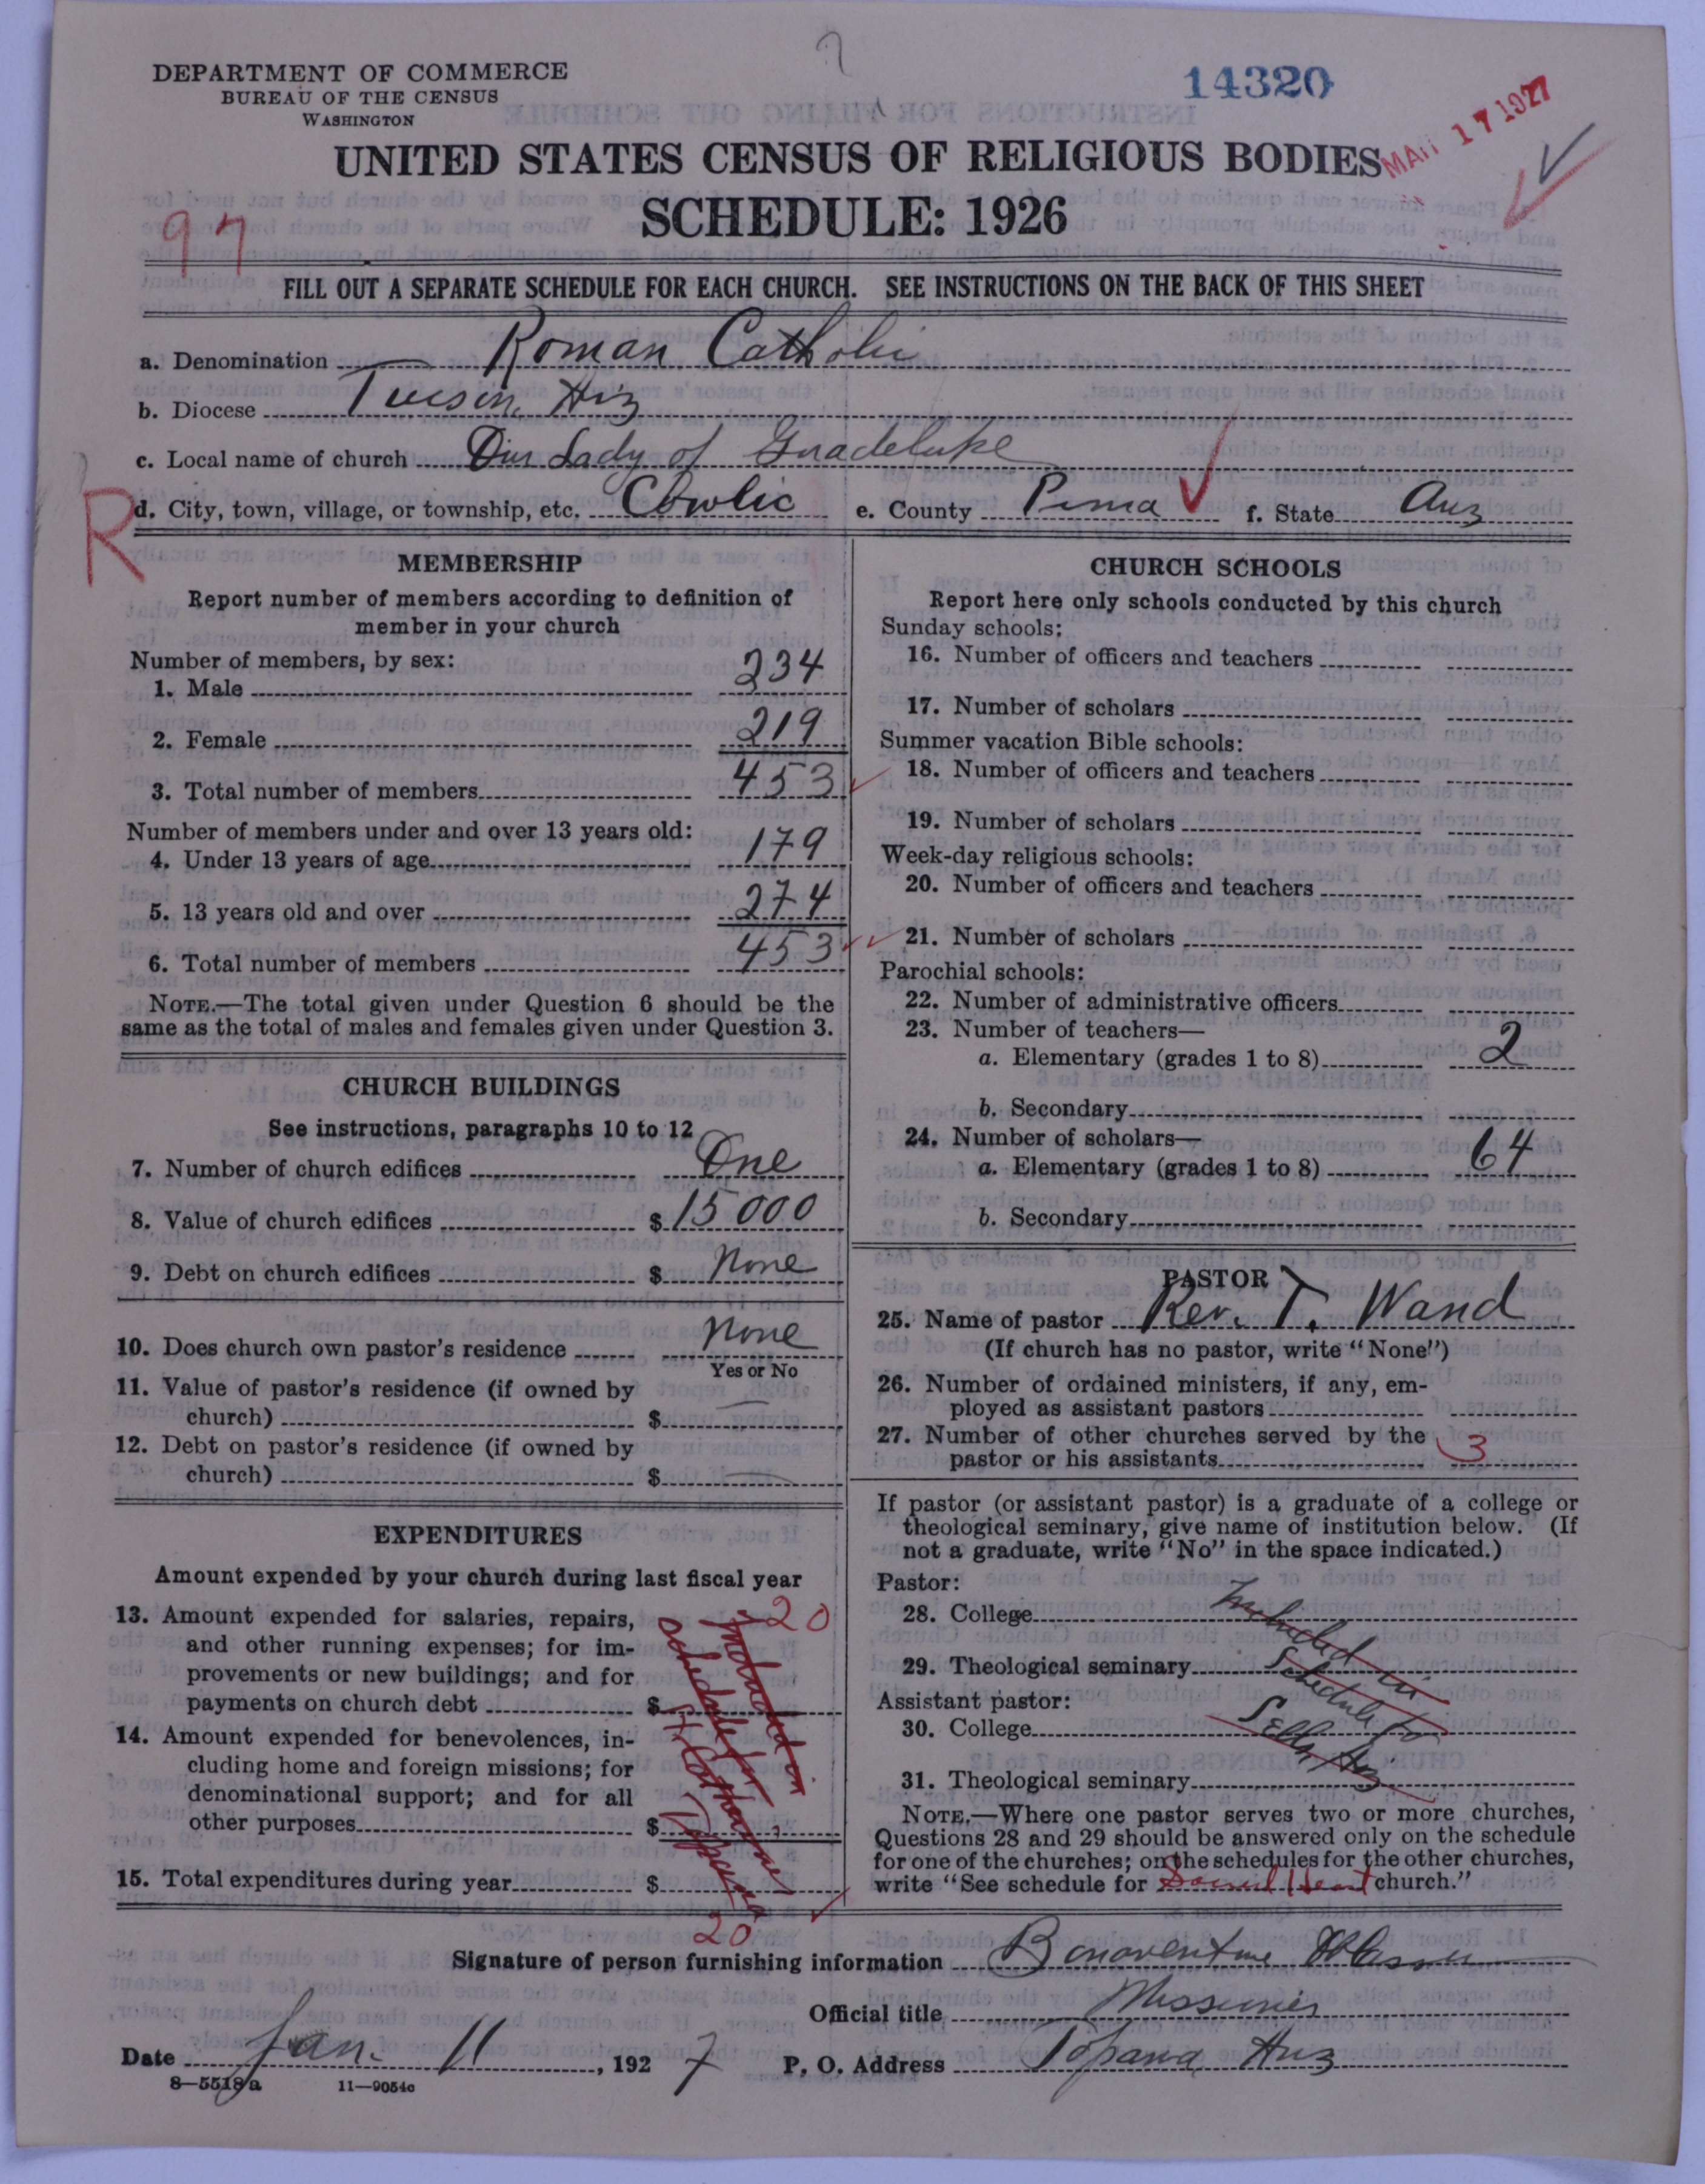 DEPARTMENT OF COMMERCE
BUREAU OF THE CENSUS
WASHINGTON
14320
MAR 17 1927
UNITED STATES CENSUS OF RELIGIOUS BODIES
SCHEDULE: 1926
97
FILL OUT A SEPARATE SCHEDULE FOR EACH CHURCH. SEE INSTRUCTIONS ON THE BACK OF THIS SHEET
a. Denomination Roman Catholic
b. Diocese Tucson, Ariz
c. Local name of church Our Lady of Guadelupe
R
d. City, town, village, or township, etc. Cowlic e. County Pima f. State Ariz
MEMBERSHIP
Report number of members according to definition of
member in your church
Number of members, by sex:
1. Male 234
2. Female 219
3. Total number of members 453
Number of members under and over 13 years old:
4. Under 13 years of age 179
5. 13 years old and over 274
6. Total number of members 453
NOTE.—The total given under Question 6 should be the
same as the total of males and females given under Question 3.
CHURCH BUILDINGS
See instructions, paragraphs 10 to 12
7. Number of church edifices One
8. Value of church edifices $15000
9. Debt on church edifices $ None
10. Does church own pastor's residence None
Yes or No
11. Value of pastor's residence (if owned by
church) $
12. Debt on pastor's residence (if owned by
church) $
EXPENDITURES
Amount expended by your church during last fiscal year
13. Amount expended for salaries, repairs,
and other running expenses; for im-
provements or new buildings; and for
payments on church debt $
20
14. Amount expended for benevolences, in-
cluding home and foreign missions; for
denominational support; and for all
other purposes $
15. Total expenditures during year $
20
Included in
schedule for
St Catherine
Topawa
CHURCH SCHOOLS
Report here only schools conducted by this church
Sunday schools:
16. Number of officers and teachers
17. Number of scholars
Summer vacation Bible schools:
18. Number of officers and teachers
19. Number of scholars
Week-day religious schools:
20. Number of officers and teachers
21. Number of scholars
Parochial schools:
22. Number of administrative officers
23. Number of teachers—
a. Elementary (grades 1 to 8) 2
b. Secondary
24. Number of scholars—
a. Elementary (grades 1 to 8) 64
b. Secondary
PASTOR
25. Name of pastor Rev. T. Wand
(If church has no pastor, write "None")
26. Number of ordained ministers, if any, em-
ployed as assistant pastors
27. Number of other churches served by the
pastor or his assistants 3
If pastor (or assistant pastor) is a graduate of a college or
theological seminary, give name of institution below. (If
not a graduate, write "No" in the space indicated.)
Pastor:
28. College
29. Theological seminary
Assistant pastor:
30. College
31. Theological seminary
Included in
Schedule to
Sells, Ariz
NOTE.—Where one pastor serves two or more churches,
Questions 28 and 29 should be answered only on the schedule
for one of the churches; on the schedules for the other churches,
write "See schedule for Sacred Heart church."
Signature of person furnishing information Bonaventure
Official title
Date Jan. 11, 1927 P. O. Address Topawa Ariz
8—5518a 11—9054c